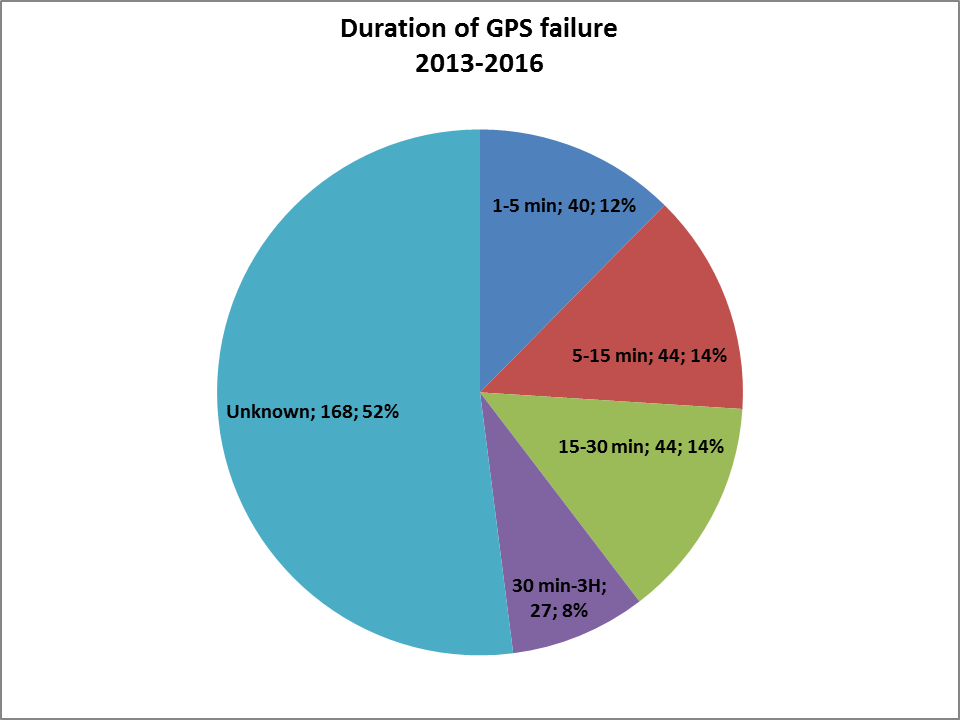 Duration of GPS failure
2013-2016
1-5 min; 40; 12%
5-15 min; 44; 14%
Unknown; 168; 52%
15-30 min; 44; 14%
30 min-3H;
27; 8%